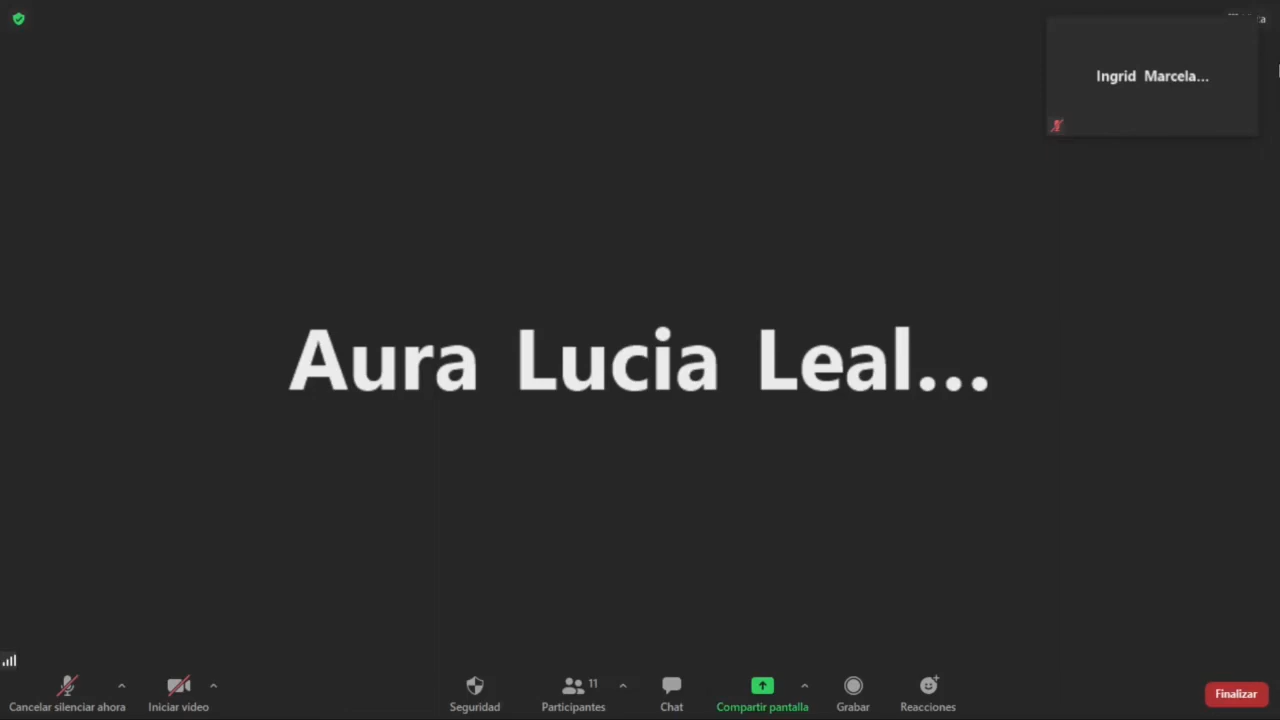 Ingrid Marcela...
Aura Lucia Leal...
Cancelar silenciar ahora
Iniciar video
Seguridad
11
Participantes
Chat
Compartir pantalla
Grabar
Reacciones
Finalizar